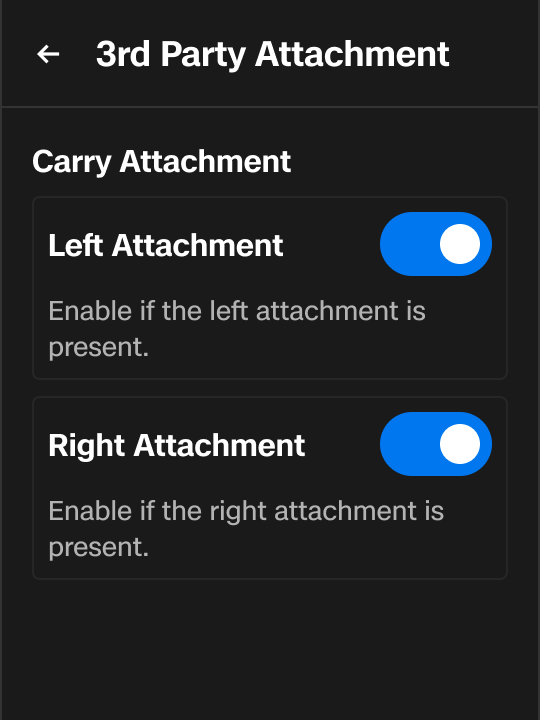 3rd Party Attachment
Carry Attachment
Left Attachment
Enable if the left attachment is
present.
Right Attachment
Enable if the right attachment is
present.